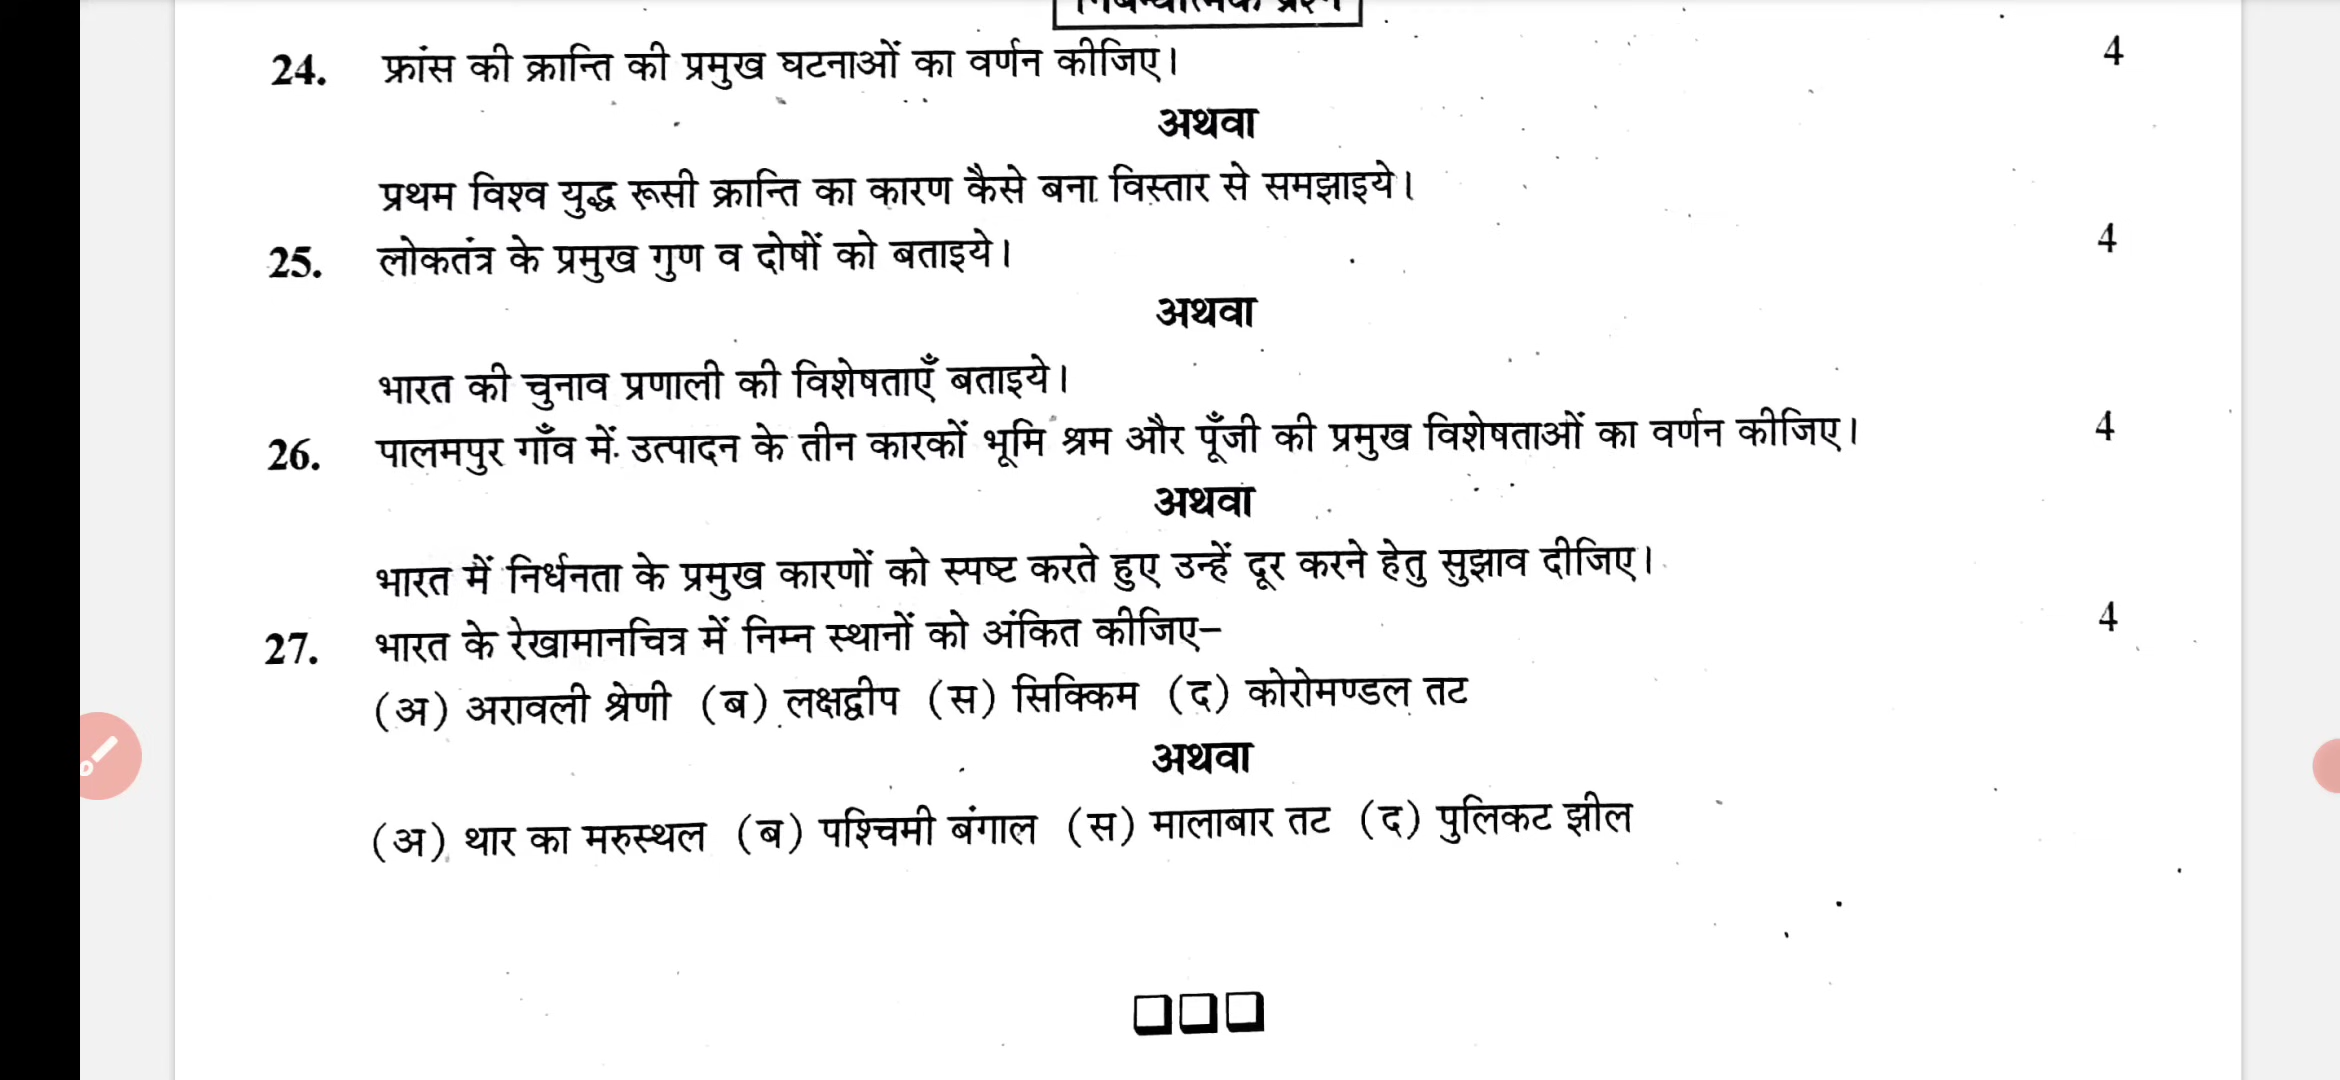 निबन्धात्मक प्रश्न
24. फ्रांस की क्रान्ति की प्रमुख घटनाओं का वर्णन कीजिए। 4
अथवा
प्रथम विश्व युद्ध रूसी क्रान्ति का कारण कैसे बना विस्तार से समझाइये।
25. लोकतंत्र के प्रमुख गुण व दोषों को बताइये। 4
अथवा
भारत की चुनाव प्रणाली की विशेषताएँ बताइये।
26. पालमपुर गाँव में उत्पादन के तीन कारकों भूमि श्रम और पूँजी की प्रमुख विशेषताओं का वर्णन कीजिए। 4
अथवा
भारत में निर्धनता के प्रमुख कारणों को स्पष्ट करते हुए उन्हें दूर करने हेतु सुझाव दीजिए।
27. भारत के रेखामानचित्र में निम्न स्थानों को अंकित कीजिए– 4
(अ) अरावली श्रेणी (ब) लक्षद्वीप (स) सिक्किम (द) कोरोमण्डल तट
अथवा
(अ) थार का मरुस्थल (ब) पश्चिमी बंगाल (स) मालाबार तट (द) पुलिकट झील